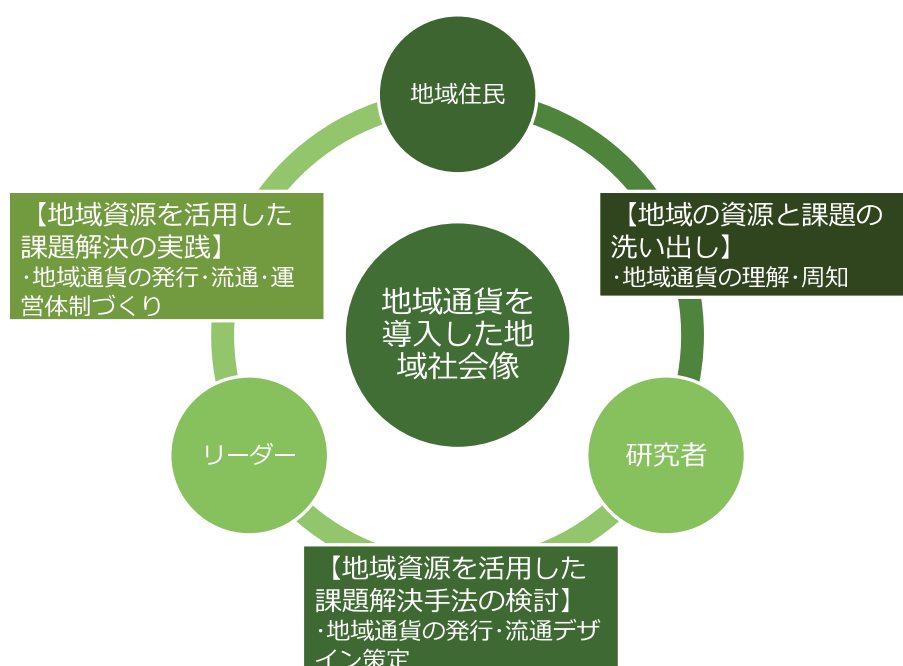 地域住民
【地域資源を活用した
課題解決の実践】
・地域通貨の発行・流通・運
営体制づくり
【地域の資源と課題の
洗い出し】
・地域通貨の理解・周知
地域通貨を
導入した地
域社会像
リーダー
研究者
【地域資源を活用した
課題解決手法の検討】
・地域通貨の発行・流通デザ
イン策定